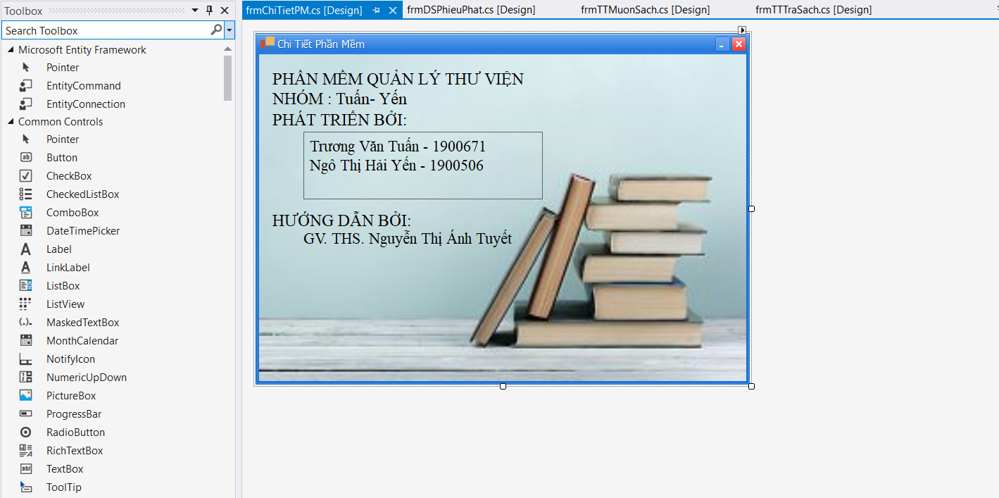 Toolbox
Search Toolbox
Microsoft Entity Framework
Pointer
EntityCommand
EntityConnection
Common Controls
Pointer
Button
CheckBox
CheckedListBox
ComboBox
DateTimePicker
Label
LinkLabel
ListBox
ListView
MaskedTextBox
MonthCalendar
NotifyIcon
NumericUpDown
PictureBox
ProgressBar
RadioButton
RichTextBox
TextBox
ToolTip
frmChiTietPM.cs [Design]
frmDSPhieuPhat.cs [Design]
frmTTMuonSach.cs [Design]
frmTTTraSach.cs [Design]
Chi Tiết Phần Mềm
PHẦN MỀM QUẢN LÝ THƯ VIỆN
NHÓM : Tuấn- Yến
PHÁT TRIỂN BỞI:
Trương Văn Tuấn - 1900671
Ngô Thị Hải Yến - 1900506
HƯỚNG DẪN BỞI:
GV. THS. Nguyễn Thị Ánh Tuyết